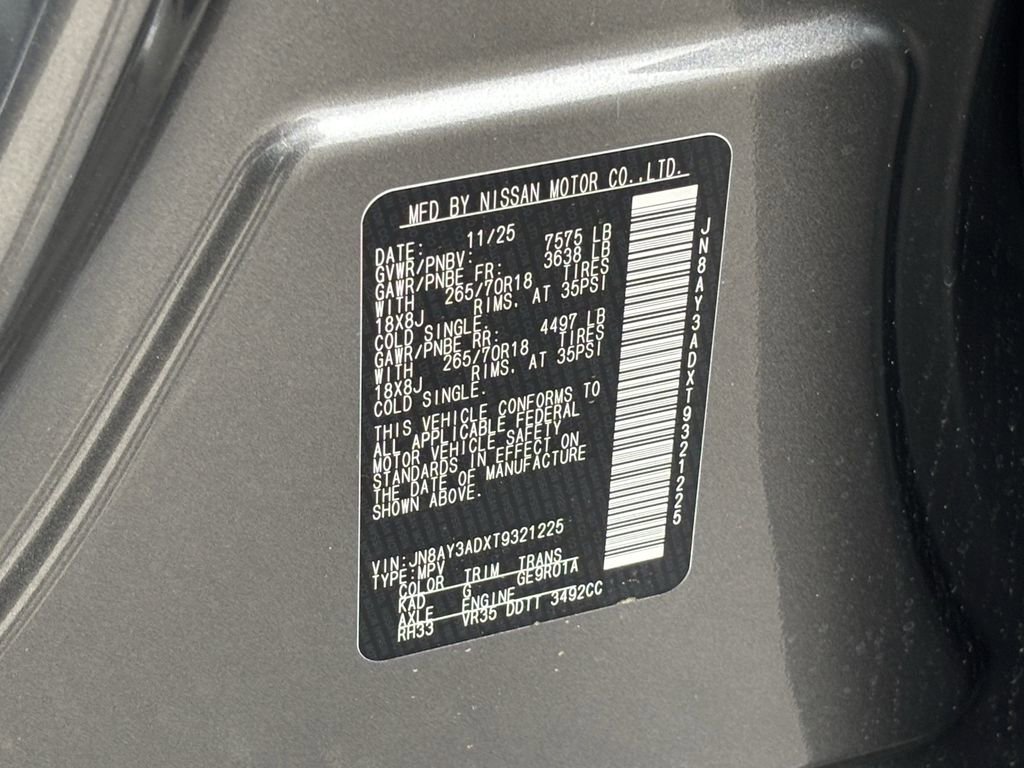 MFD BY NISSAN MOTOR CO.,LTD.
DATE: 11/25
GVWR/PNBV: 7575 LB
GAWR/PNBE FR: 3638 LB
WITH 265/70R18 TIRES
18X8J RIMS. AT 35PSI
COLD SINGLE.
GAWR/PNBE RR: 4497 LB
WITH 265/70R18 TIRES
18X8J RIMS. AT 35PSI
COLD SINGLE.
THIS VEHICLE CONFORMS TO
ALL APPLICABLE FEDERAL
MOTOR VEHICLE SAFETY
STANDARDS IN EFFECT ON
THE DATE OF MANUFACTURE
SHOWN ABOVE.
VIN:JN8AY3ADXT9321225
TYPE:MPV
COLOR TRIM TRANS
KAD G GE9R01A
AXLE ENGINE
RH33 VR35 DDTT 3492CC
JN8AY3ADXT9321225